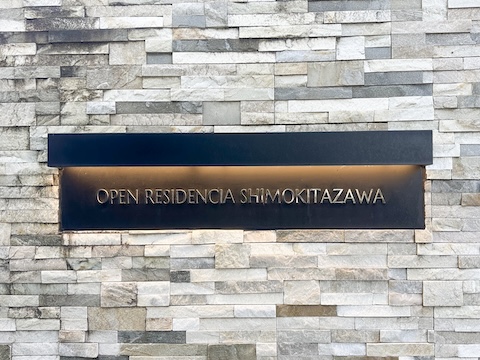 OPEN RESIDENCIA SHIMOKITAZAWA